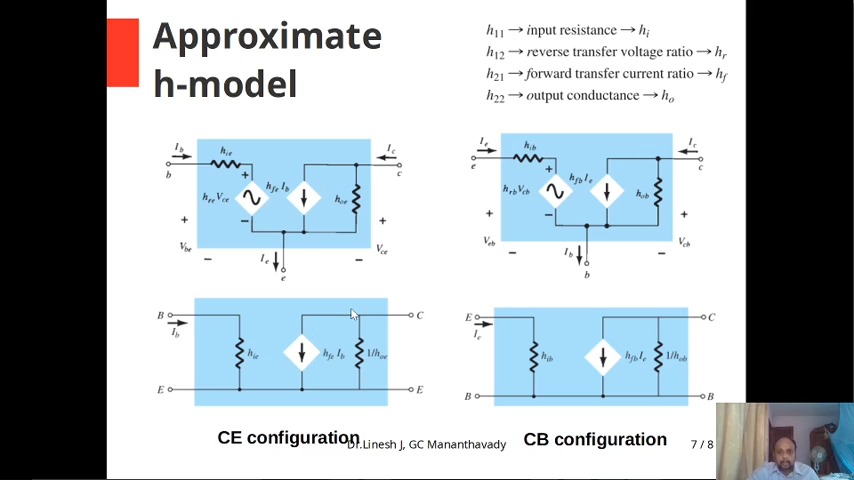 Approximate
h-model
h11 → input resistance → hi
h12 → reverse transfer voltage ratio → hr
h21 → forward transfer current ratio → hf
h22 → output conductance → ho
Ib
hie
Ic
b
c
+
hfe Ib
hre Vce
hoe
−
+
+
Vbe
Vce
−
Ie
−
e
Ie
hib
Ic
e
c
+
hfb Ie
hrb Vcb
hob
−
+
+
Veb
Vcb
−
Ib
−
b
B
C
Ib
hie
hfe Ib
1/hoe
E
E
E
C
Ie
hib
hfb Ie
1/hob
B
B
CE configuration
Dr.Linesh J, GC Mananthavady
CB configuration
7 / 8